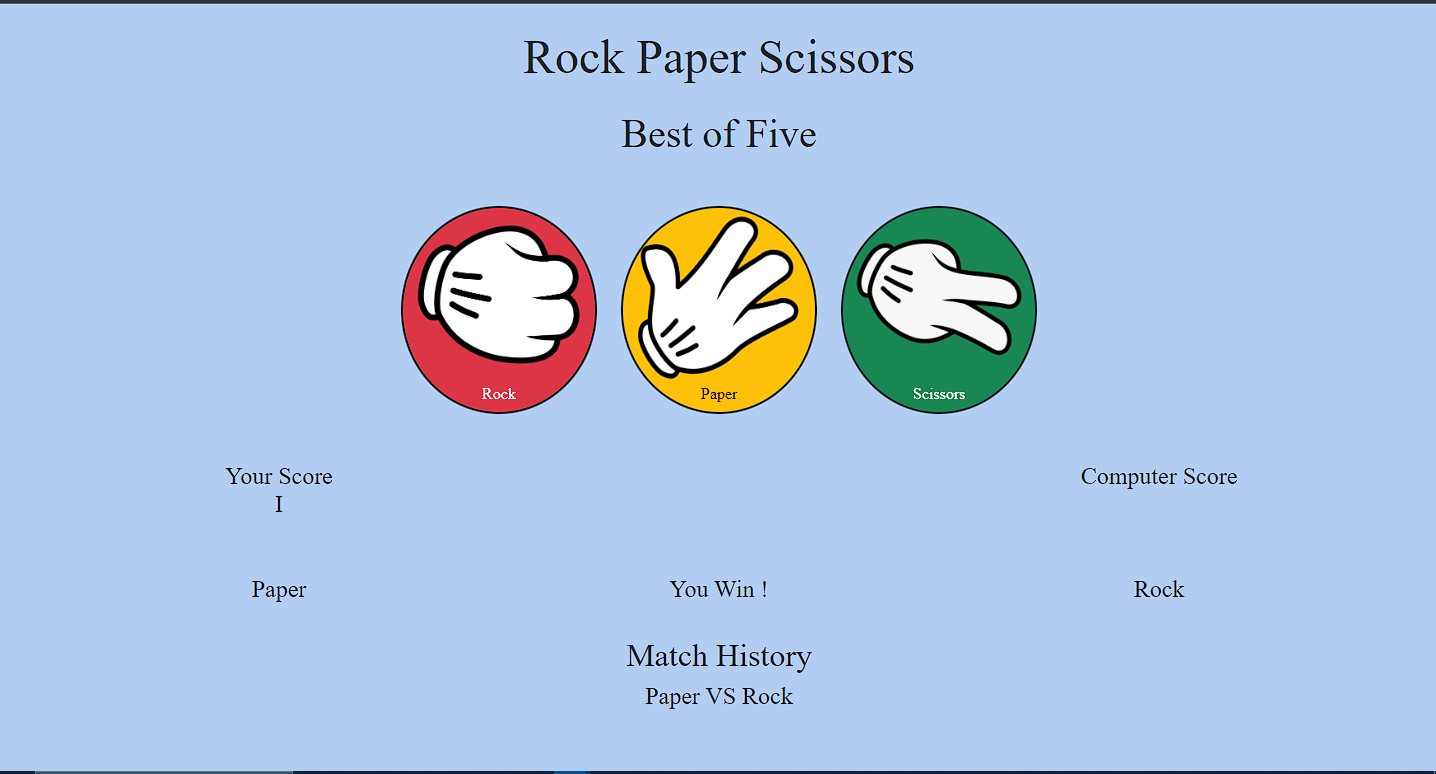 Rock Paper Scissors
Best of Five
Rock
Paper
Scissors
Your Score
I
Computer Score
Paper
You Win !
Rock
Match History
Paper VS Rock